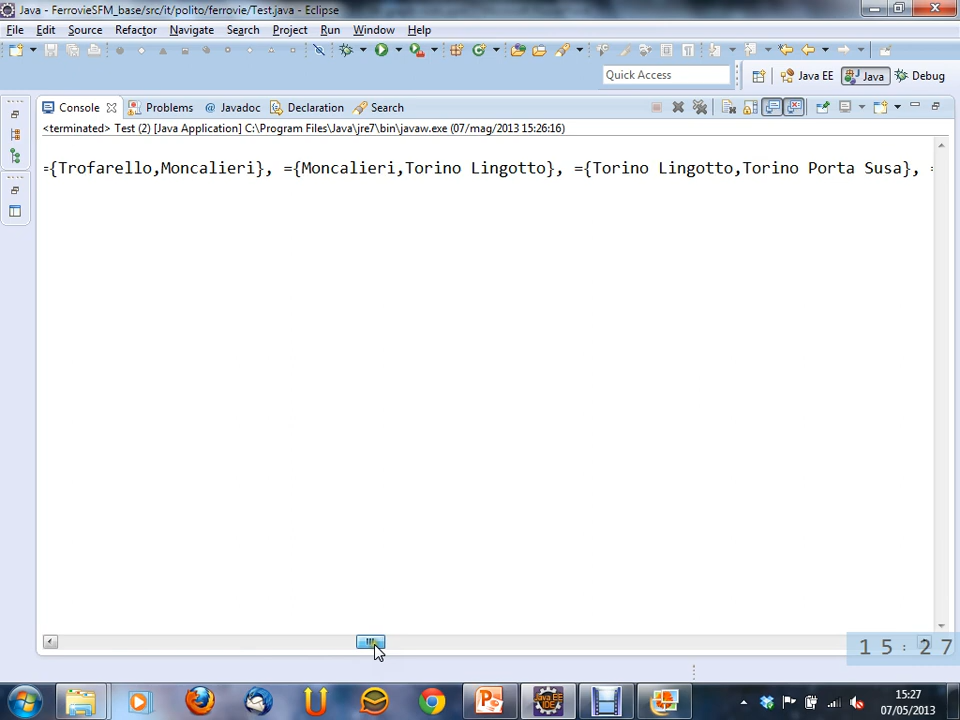 Java - FerrovieSFM_base/src/it/polito/ferrovie/Test.java - Eclipse
File Edit Source Refactor Navigate Search Project Run Window Help
Quick Access
Java EE Java Debug
Console Problems @ Javadoc Declaration Search
<terminated> Test (2) [Java Application] C:\Program Files\Java\jre7\bin\javaw.exe (07/mag/2013 15:26:16)
={Trofarello,Moncalieri}, ={Moncalieri,Torino Lingotto}, ={Torino Lingotto,Torino Porta Susa}, =
15:27
15:27
07/05/2013